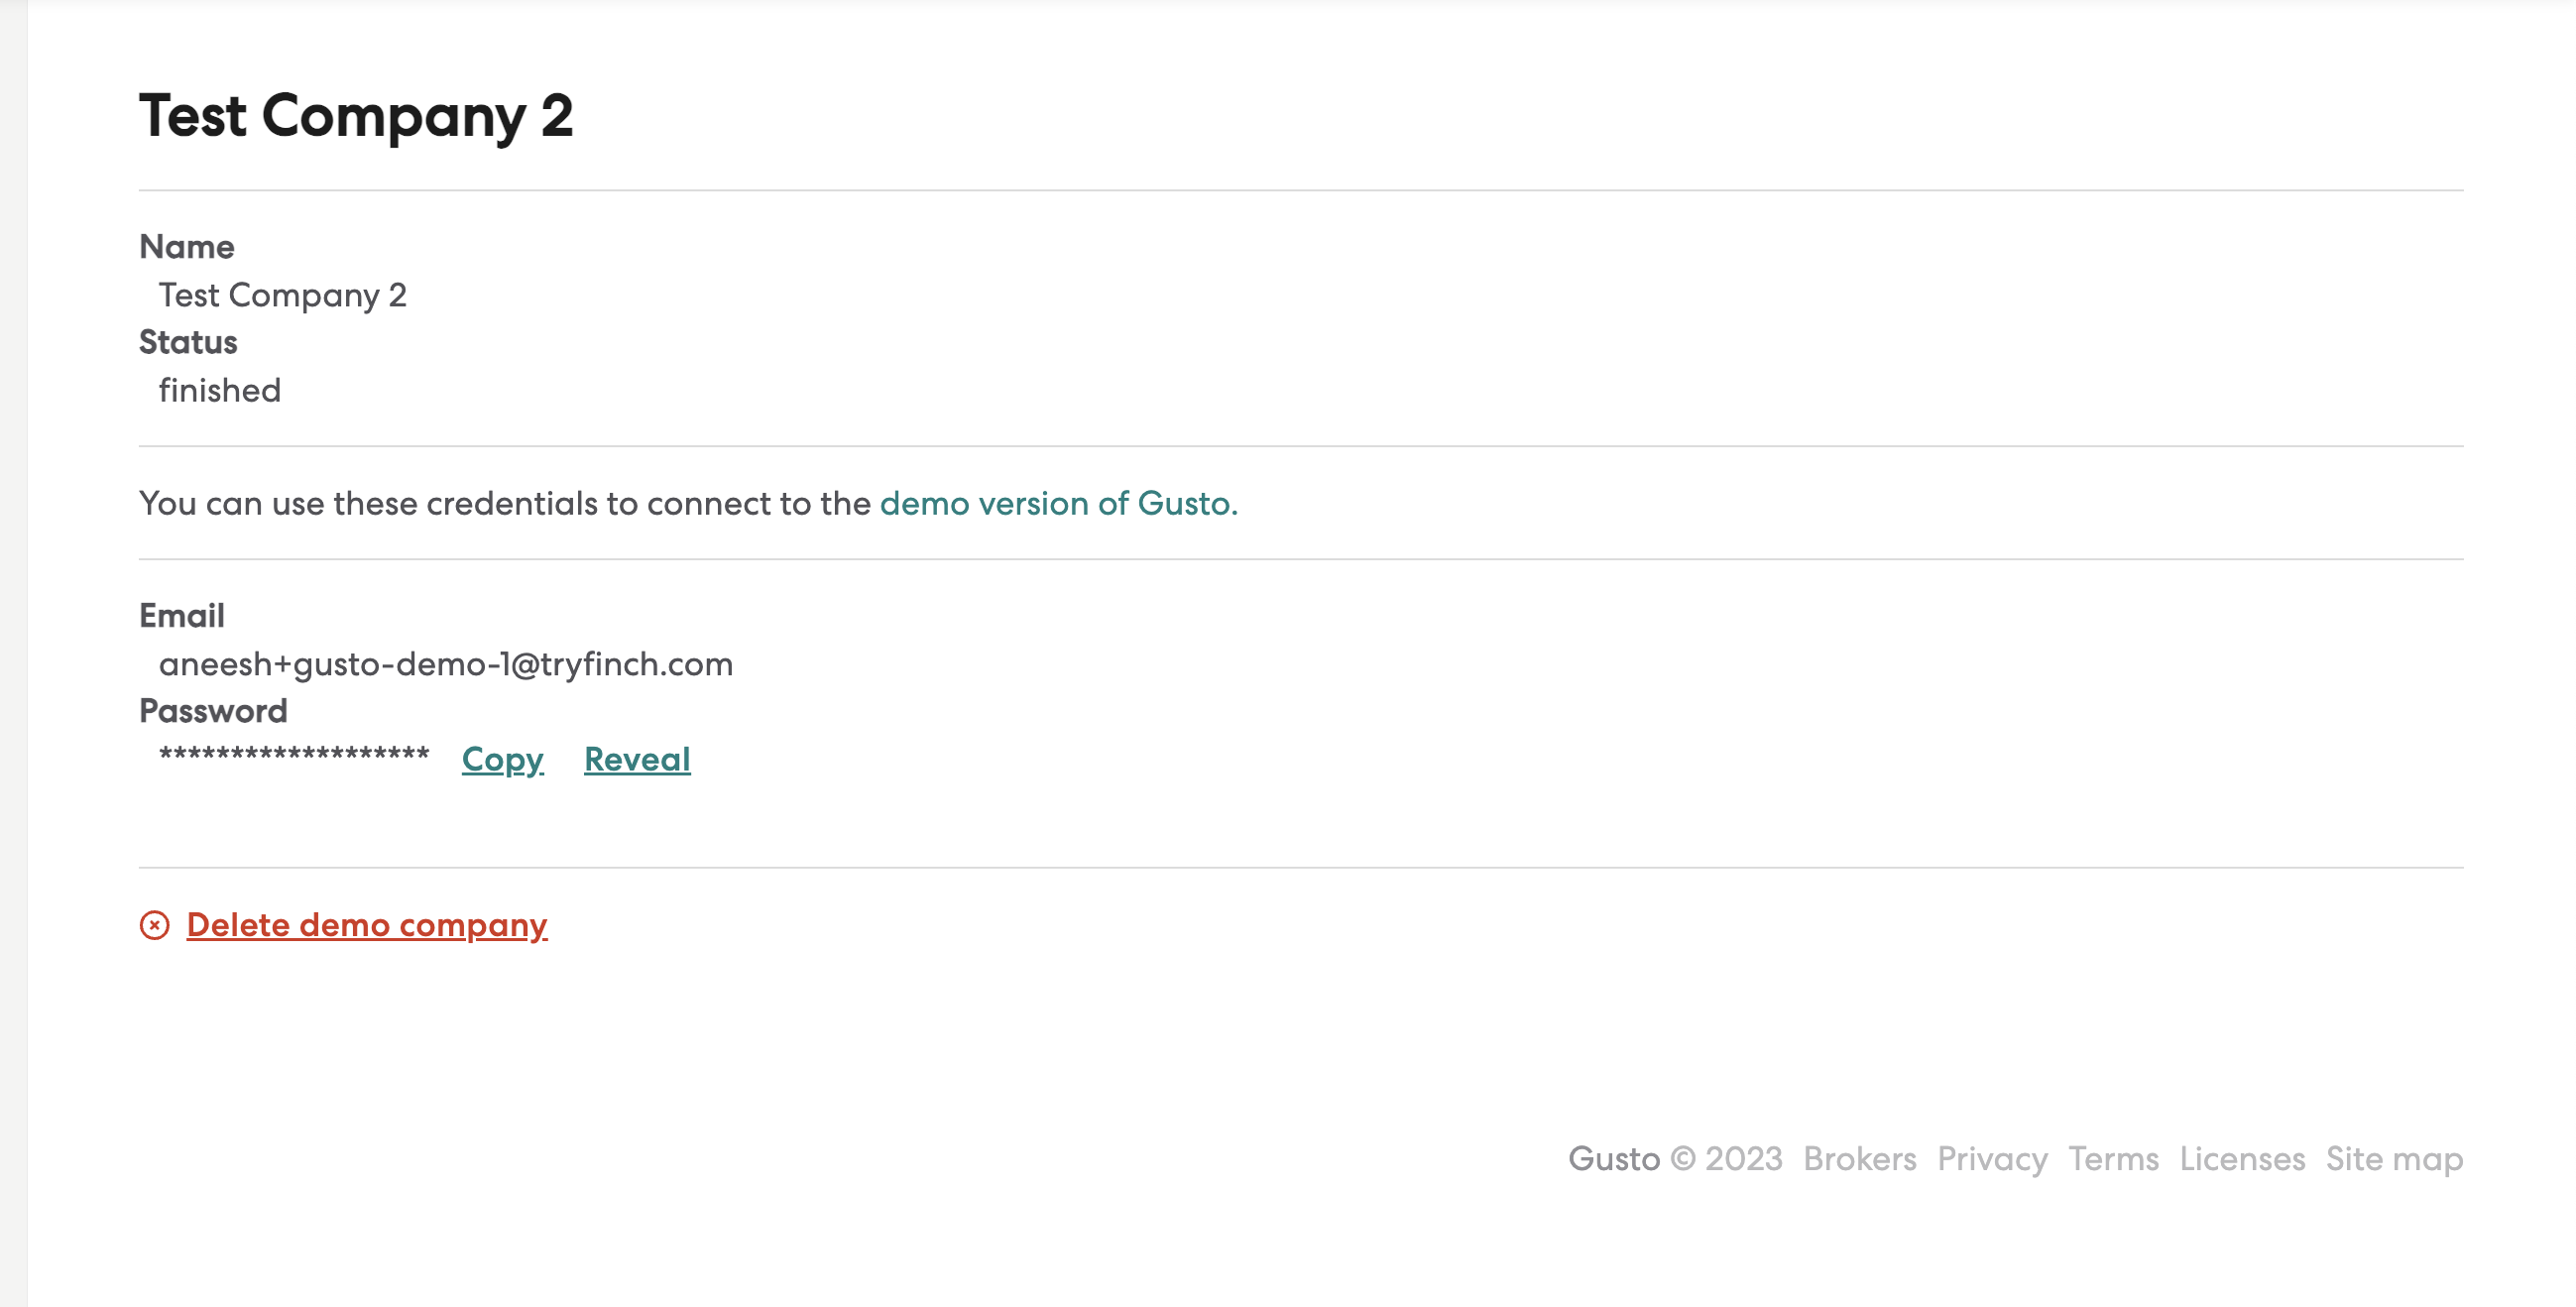 Test Company 2
Name
Test Company 2
Status
finished
You can use these credentials to connect to the demo version of Gusto.
Email
aneesh+gusto-demo-1@tryfinch.com
Password
******************* Copy Reveal
Delete demo company
Gusto © 2023 Brokers Privacy Terms Licenses Site map